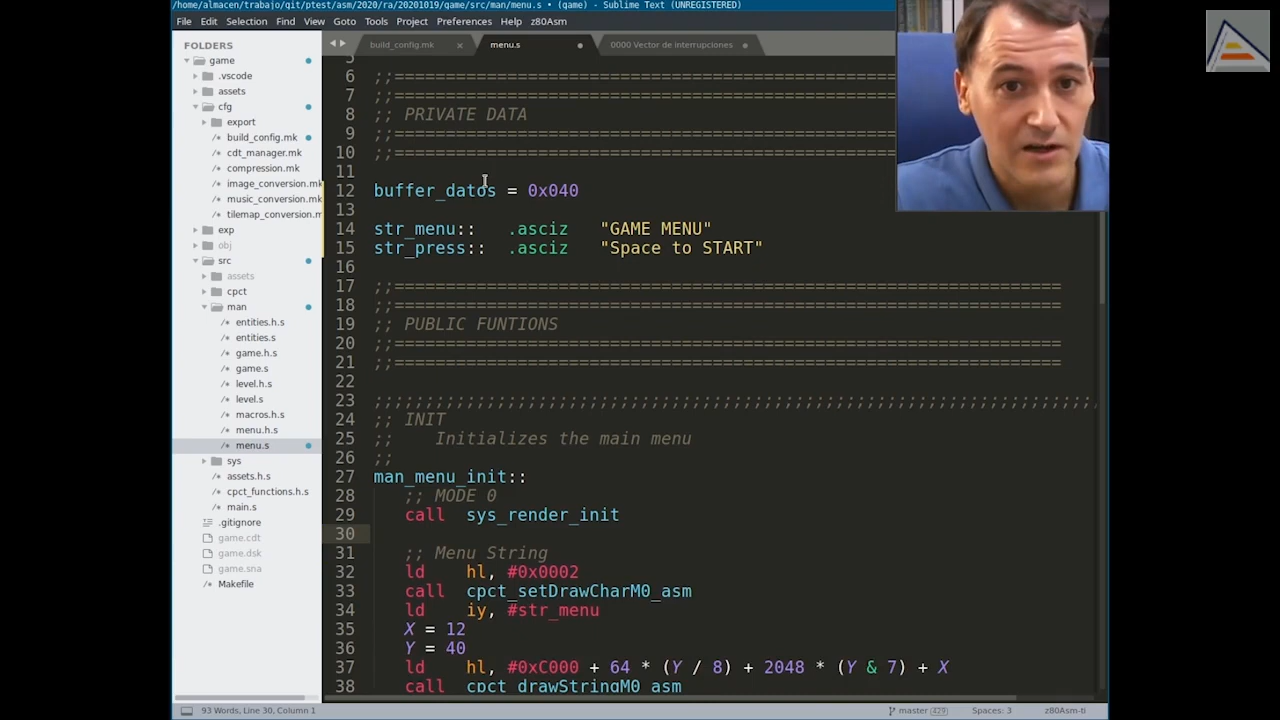 /home/almacen/trabajo/git/ptest/asm/2020/ra/20201019/game/src/man/menu.s • (game) - Sublime Text (UNREGISTERED)
File Edit Selection Find View Goto Tools Project Preferences Help z80Asm
FOLDERS
game
.vscode
assets
cfg
export
build_config.mk
cdt_manager.mk
compression.mk
image_conversion.mk
music_conversion.mk
tilemap_conversion.m
exp
obj
src
assets
cpct
man
entities.h.s
entities.s
game.h.s
game.s
level.h.s
level.s
macros.h.s
menu.h.s
menu.s
sys
assets.h.s
cpct_functions.h.s
main.s
.gitignore
game.cdt
game.dsk
game.sna
Makefile
build_config.mk × menu.s • 0000 Vector de interrupciones •
5
6 ;;===================================================
7 ;;===================================================
8 ;; PRIVATE DATA
9 ;;===================================================
10 ;;===================================================
11
12 buffer_datos = 0x040
13
14 str_menu:: .asciz "GAME MENU"
15 str_press:: .asciz "Space to START"
16
17 ;;===================================================================
18 ;;===================================================================
19 ;; PUBLIC FUNTIONS
20 ;;===================================================================
21 ;;===================================================================
22
23 ;;;;;;;;;;;;;;;;;;;;;;;;;;;;;;;;;;;;;;;;;;;;;;;;;;;;;;;;;;;;;;;;;;;;;;;
24 ;; INIT
25 ;; Initializes the main menu
26 ;;
27 man_menu_init::
28 ;; MODE 0
29 call sys_render_init
30
31 ;; Menu String
32 ld hl, #0x0002
33 call cpct_setDrawCharM0_asm
34 ld iy, #str_menu
35 X = 12
36 Y = 40
37 ld hl, #0xC000 + 64 * (Y / 8) + 2048 * (Y & 7) + X
38 call cpct_drawStringM0_asm
93 Words, Line 30, Column 1 master 429 Spaces: 3 z80Asm-ti